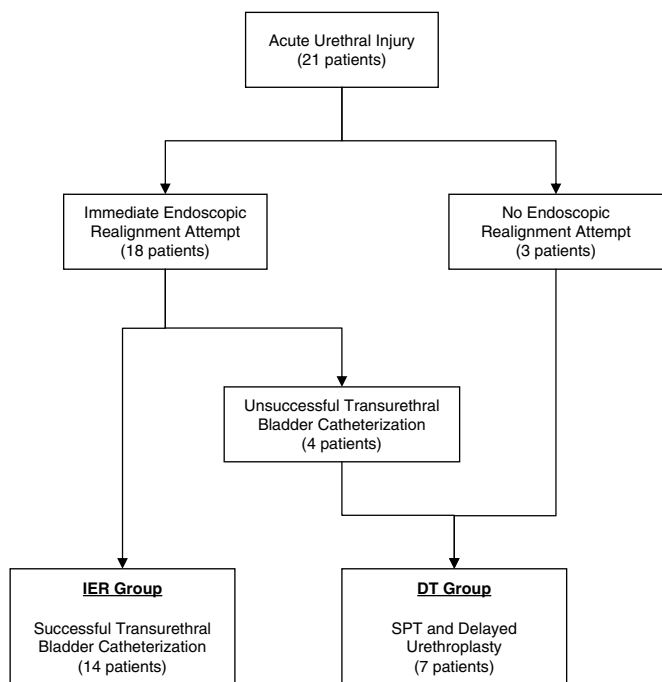 Acute Urethral Injury
(21 patients)
Immediate Endoscopic
Realignment Attempt
(18 patients)
No Endoscopic
Realignment Attempt
(3 patients)
Unsuccessful Transurethral
Bladder Catheterization
(4 patients)
IER Group
Successful Transurethral
Bladder Catheterization
(14 patients)
DT Group
SPT and Delayed
Urethroplasty
(7 patients)